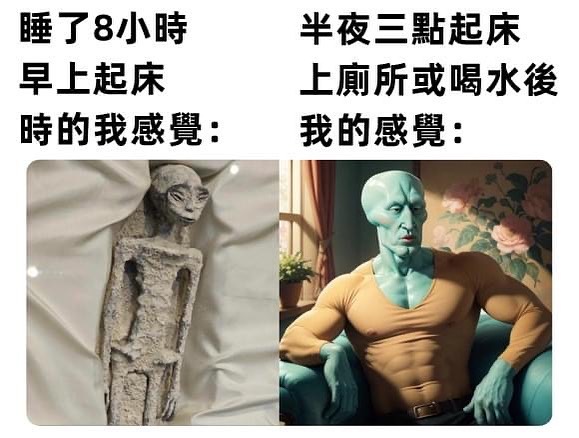 睡了8小時
早上起床
時的我感覺：
半夜三點起床
上廁所或喝水後
我的感覺：